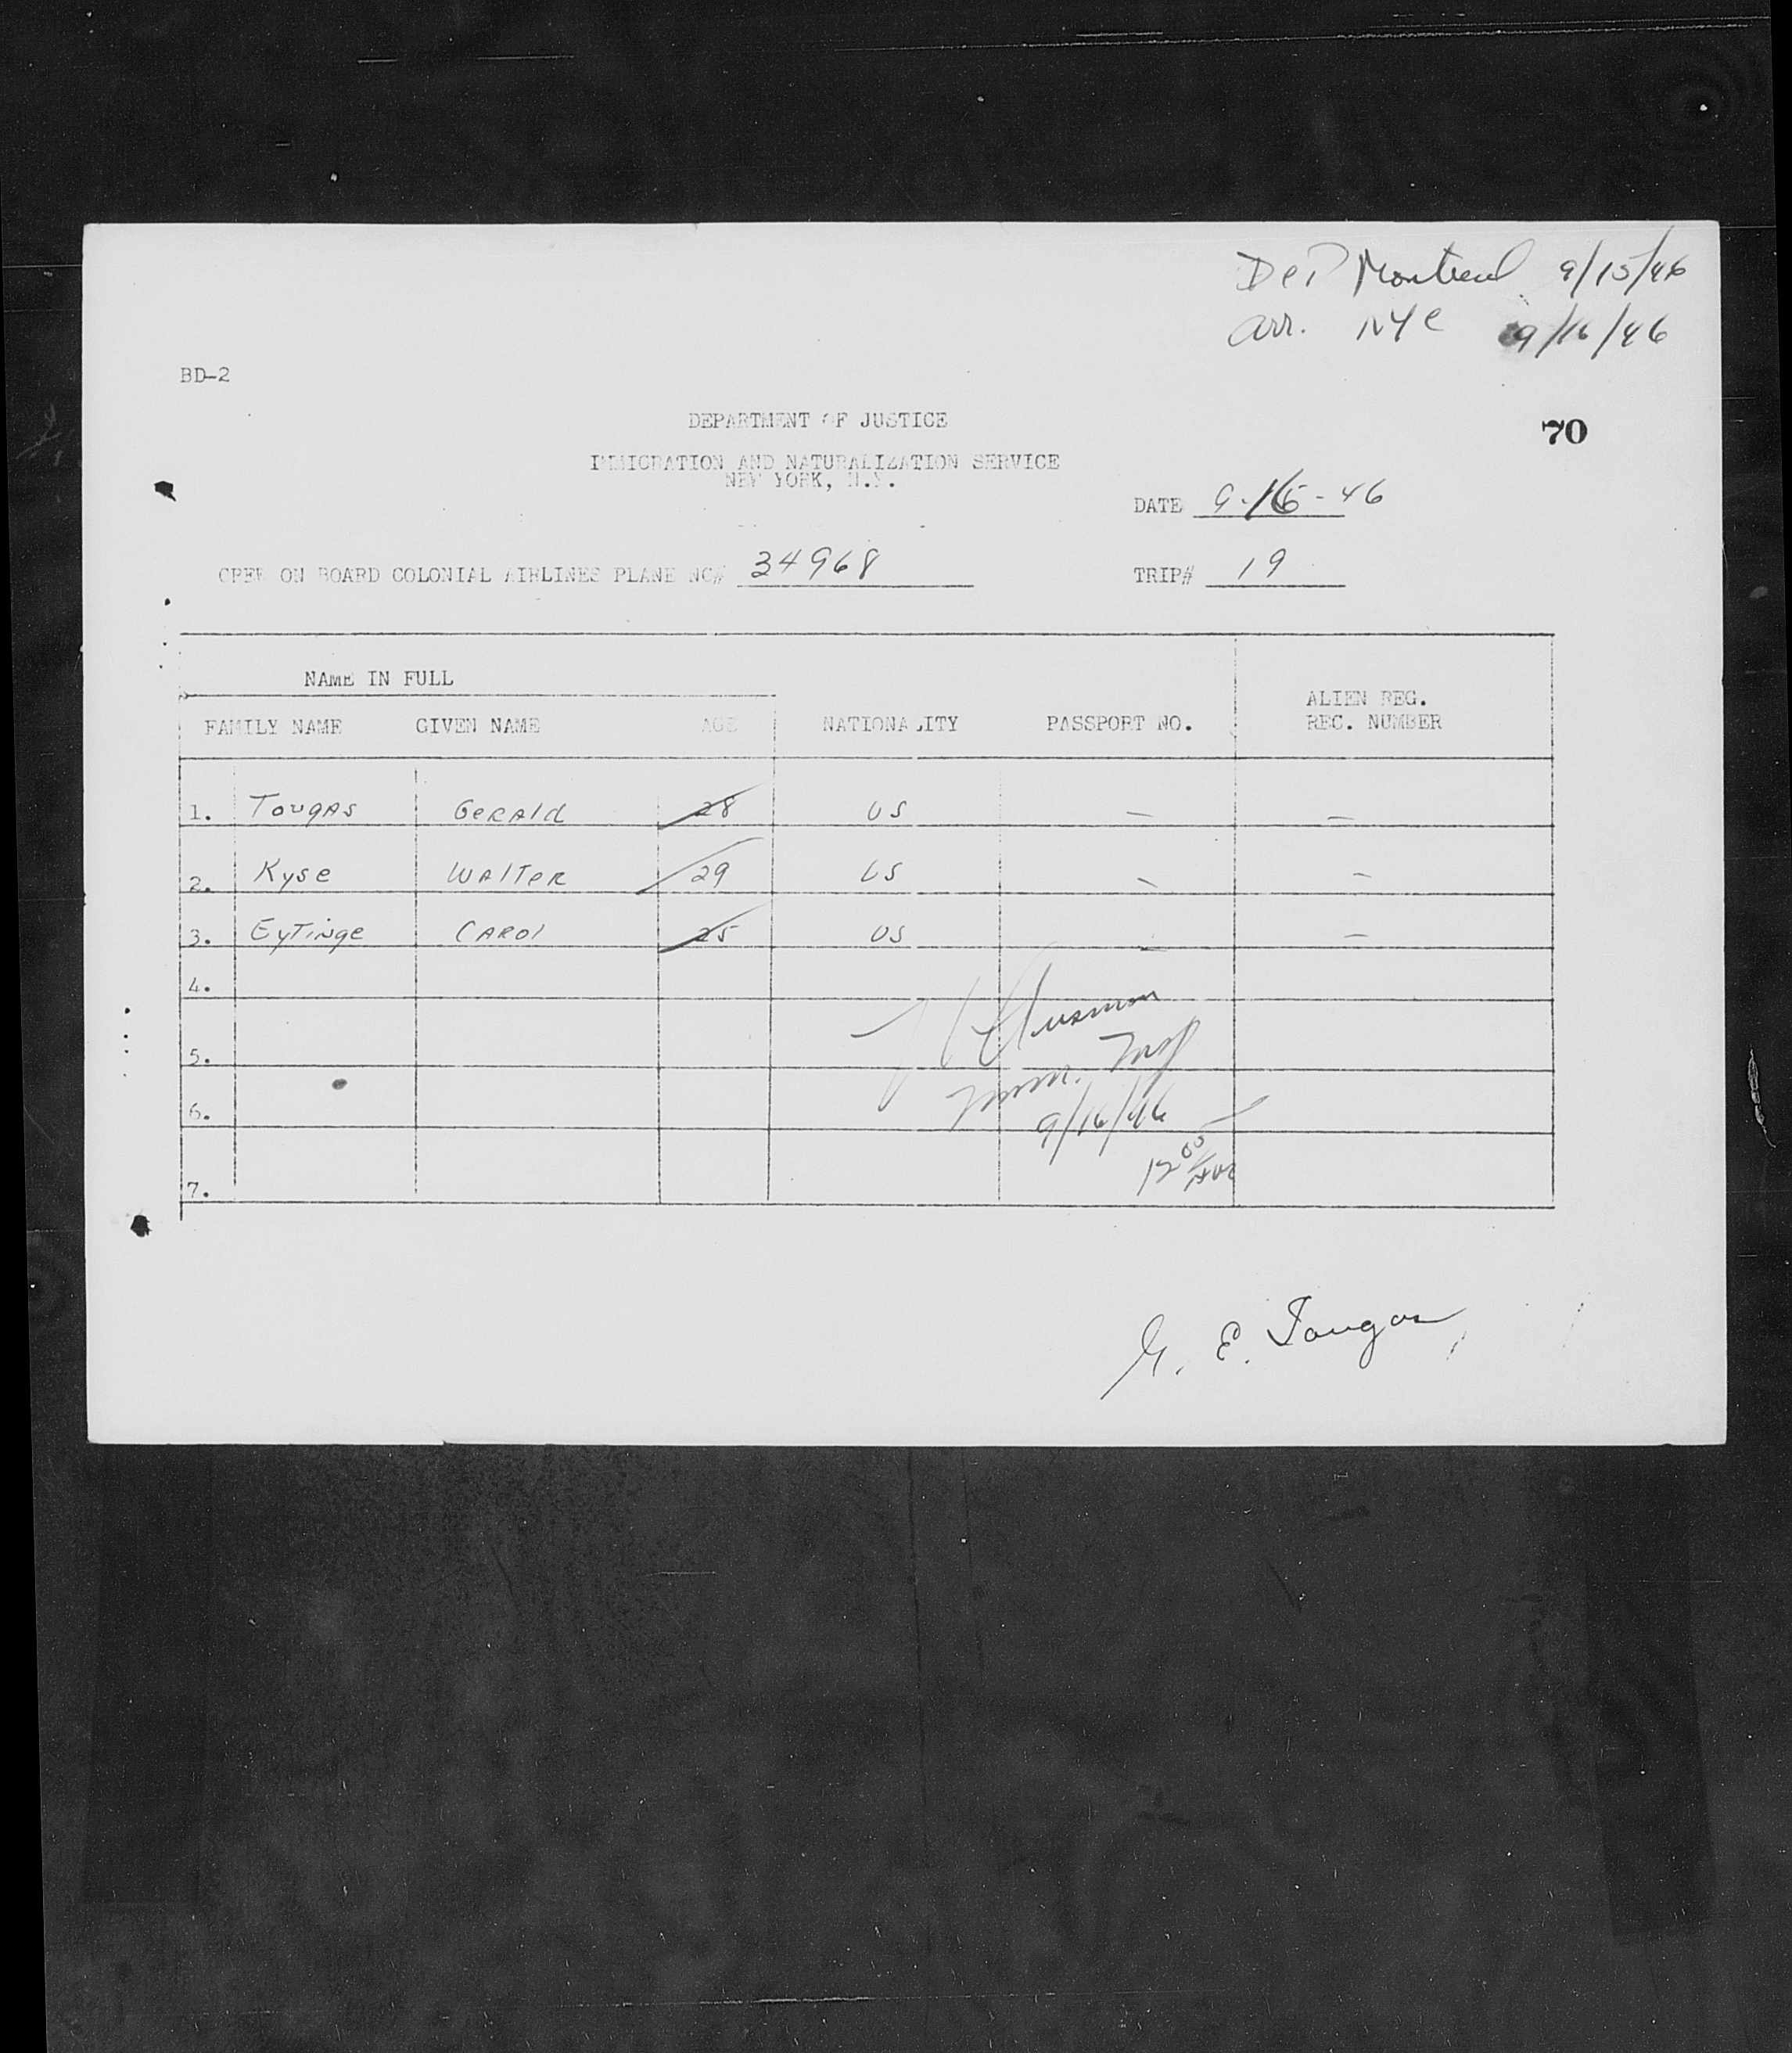 Dep Montreal 9/15/46
arr. NYC 9/16/46
BD-2
DEPARTMENT OF JUSTICE
70
IMMIGRATION AND NATURALIZATION SERVICE
NEW YORK, N.Y.
DATE 9-16-46
CREW ON BOARD COLONIAL AIRLINES PLANE NC# 34968
TRIP# 19
NAME IN FULL
ALIEN REG.
FAMILY NAME GIVEN NAME AGE NATIONALITY PASSPORT NO. REC. NUMBER
1. Tougas Gerald 28 US — —
2. Kyse Walter 29 US — —
3. Eytinge Carol 25 US — —
4.
5.
Imm. Insp
6.
9/16/46
12 00
7.
G. E. Tougas